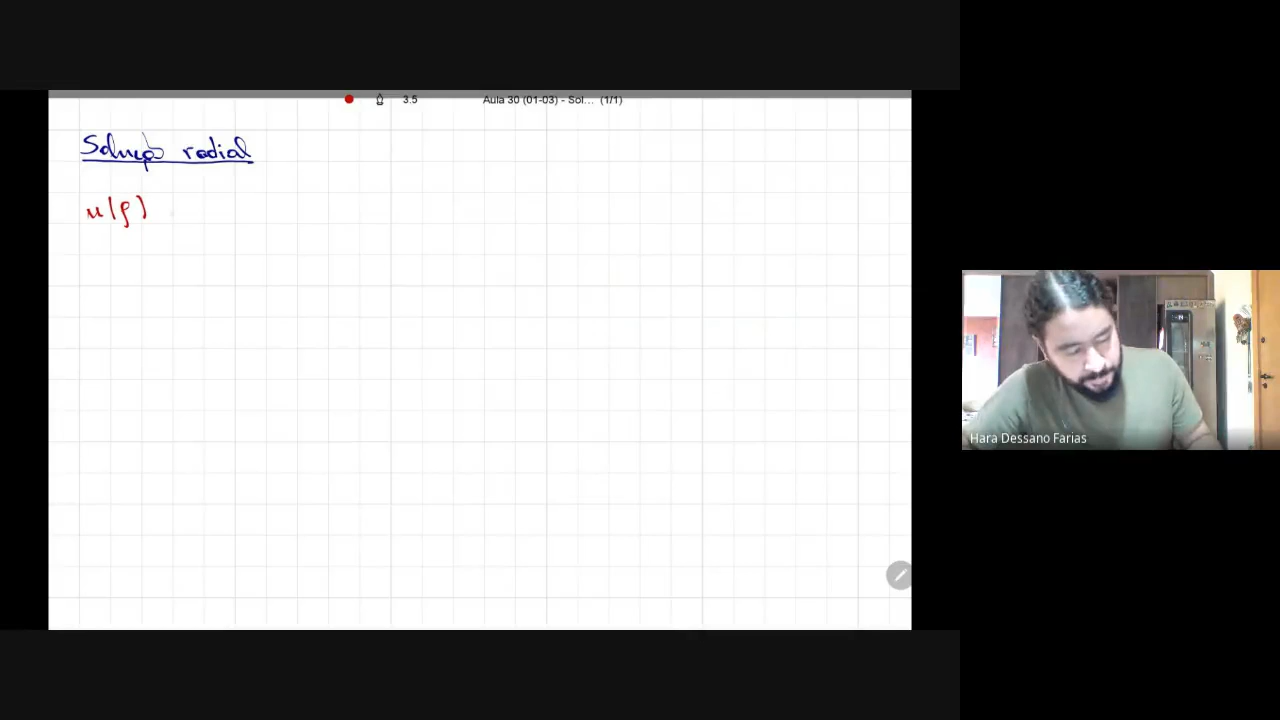 3.5 Aula 30 (01-03) - Sol... (1/1)
Solução radial
u(ρ)
Hara Dessano Farias